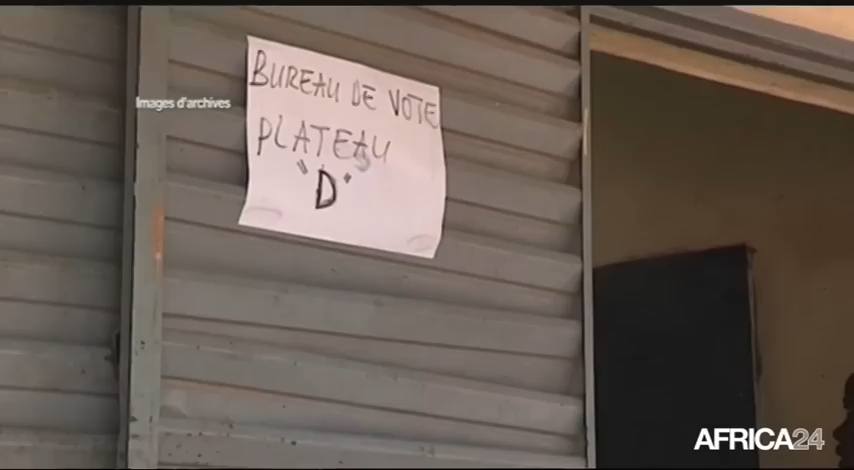 Images d'archives
BUREAU DE VOTE
PLATEAU
"D"
AFRICA24